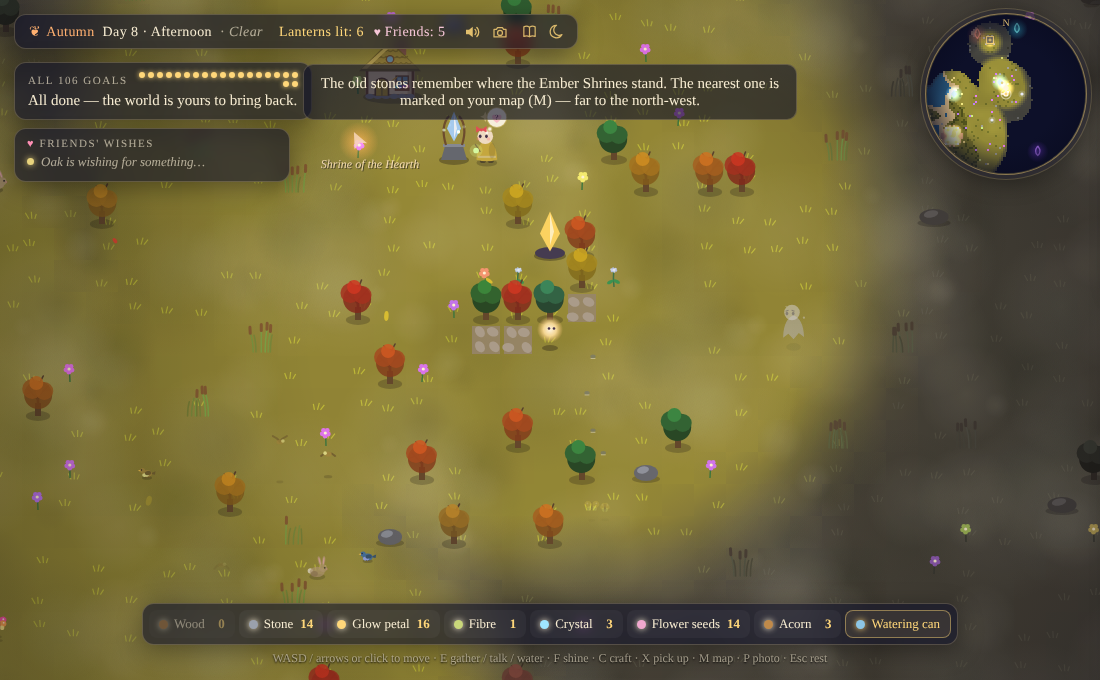 Autumn Day 8 · Afternoon · Clear Lanterns lit: 6 ♥ Friends: 5
ALL 106 GOALS
All done — the world is yours to bring back.
The old stones remember where the Ember Shrines stand. The nearest one is
marked on your map (M) — far to the north-west.
N
♥ FRIENDS' WISHES
Oak is wishing for something…
Shrine of the Hearth
Wood 0 Stone 14 Glow petal 16 Fibre 1 Crystal 3 Flower seeds 14 Acorn 3 Watering can
WASD / arrows or click to move · E gather / talk / water · F shine · C craft · X pick up · M map · P photo · Esc rest